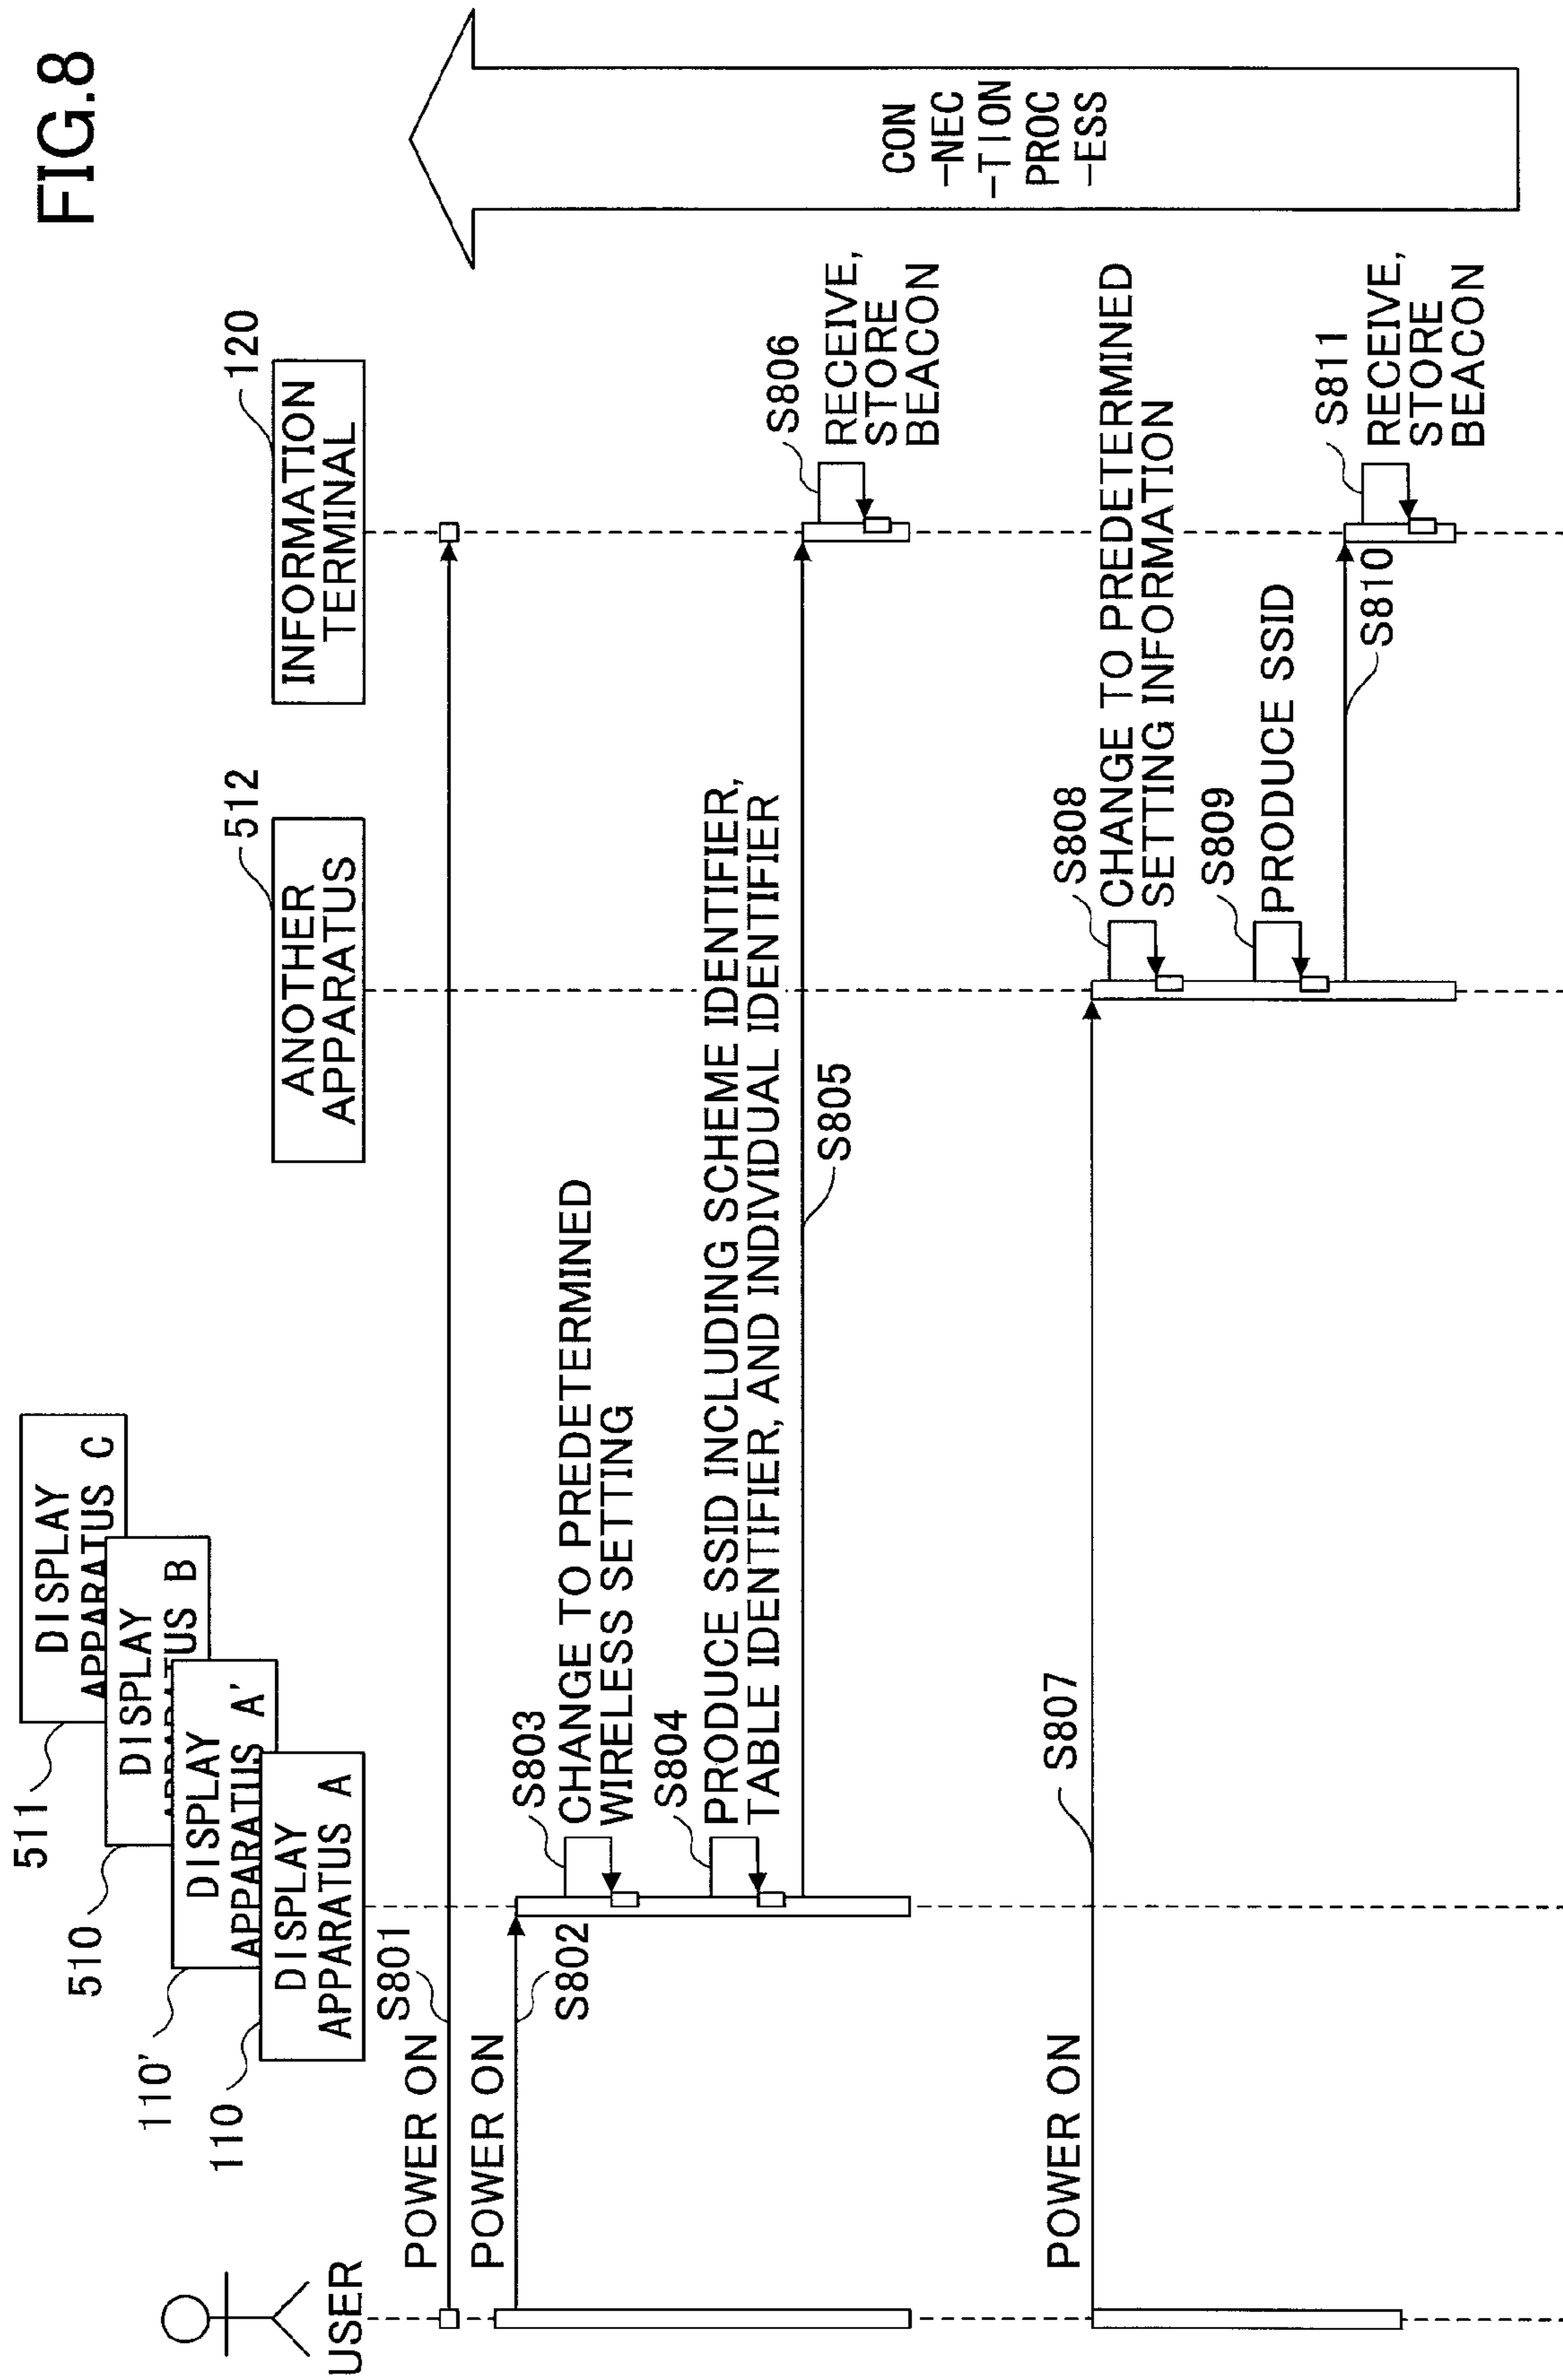 FIG.8
511
DISPLAY
APPARATUS C
510
DISPLAY
APPARATUS B
110'
DISPLAY
APPARATUS A'
110
DISPLAY
APPARATUS A
512
ANOTHER
APPARATUS
120
INFORMATION
TERMINAL
USER
POWER ON
S801
POWER ON
S802
S803
CHANGE TO PREDETERMINED
WIRELESS SETTING
S804
PRODUCE SSID INCLUDING SCHEME IDENTIFIER,
TABLE IDENTIFIER, AND INDIVIDUAL IDENTIFIER
S805
S806
RECEIVE,
STORE
BEACON
POWER ON
S807
S808
CHANGE TO PREDETERMINED
SETTING INFORMATION
S809
PRODUCE SSID
S810
S811
RECEIVE,
STORE
BEACON
CON
-NEC
-TION
PROC
-ESS